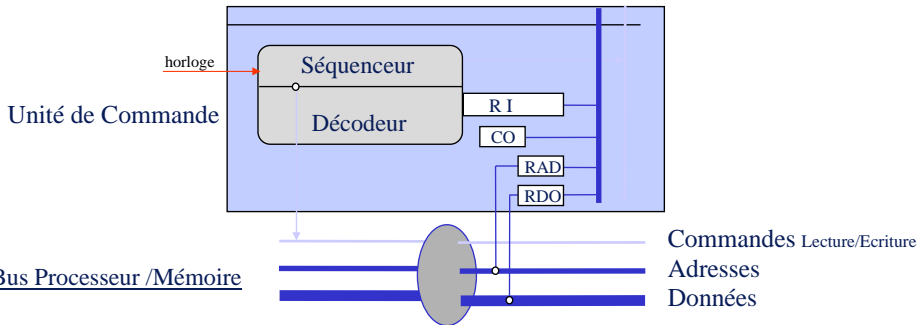 horloge
Séquenceur
Unité de Commande
Décodeur
R I
CO
RAD
RDO
Commandes Lecture/Ecriture
Bus Processeur /Mémoire
Adresses
Données